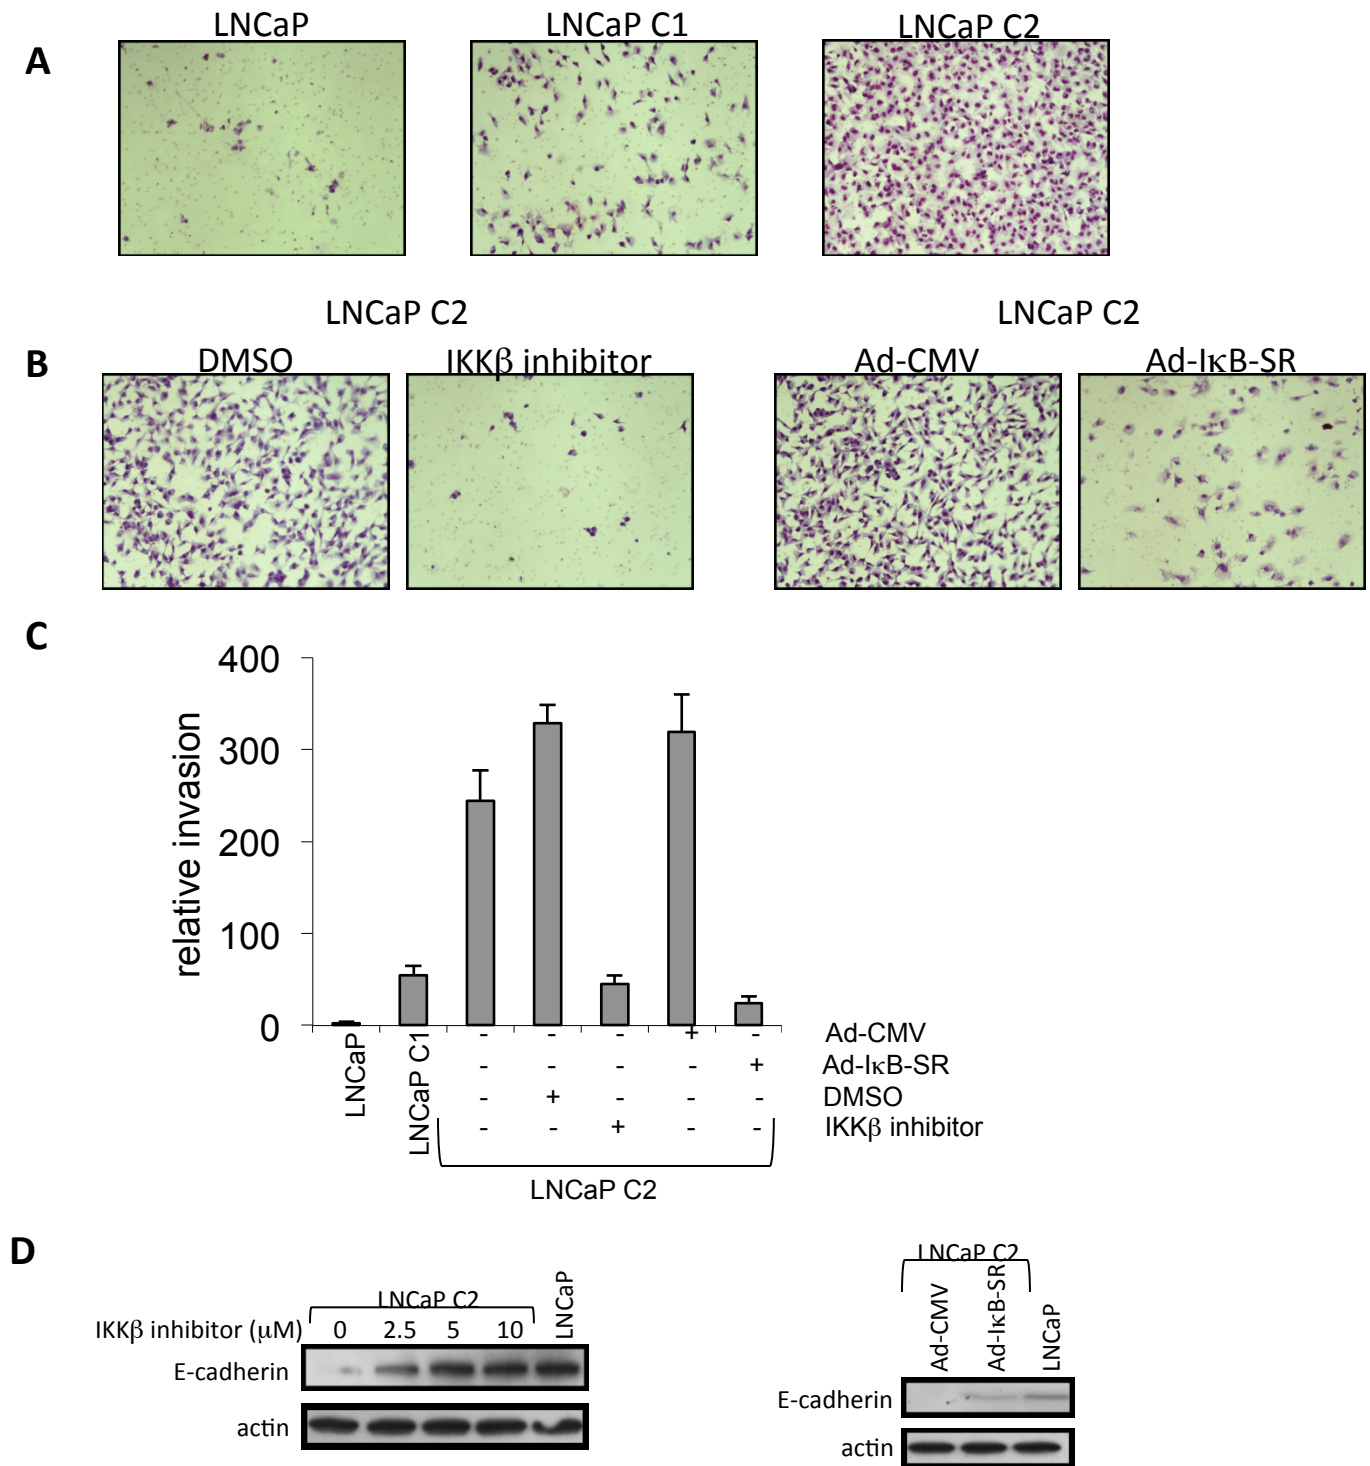 A
LNCaP LNCaP C1 LNCaP C2
B
LNCaP C2 LNCaP C2
DMSO IKKβ inhibitor Ad-CMV Ad-IκB-SR
C
relative invasion
400
300
200
100
0
LNCaP
LNCaP C1
- - - + - Ad-CMV
- - - - + Ad-IκB-SR
- + - - - DMSO
- - + - - IKKβ inhibitor
LNCaP C2
D
LNCaP C2 LNCaP
IKKβ inhibitor (μM) 0 2.5 5 10
E-cadherin
actin
LNCaP C2
Ad-CMV
Ad-IκB-SR
LNCaP
E-cadherin
actin